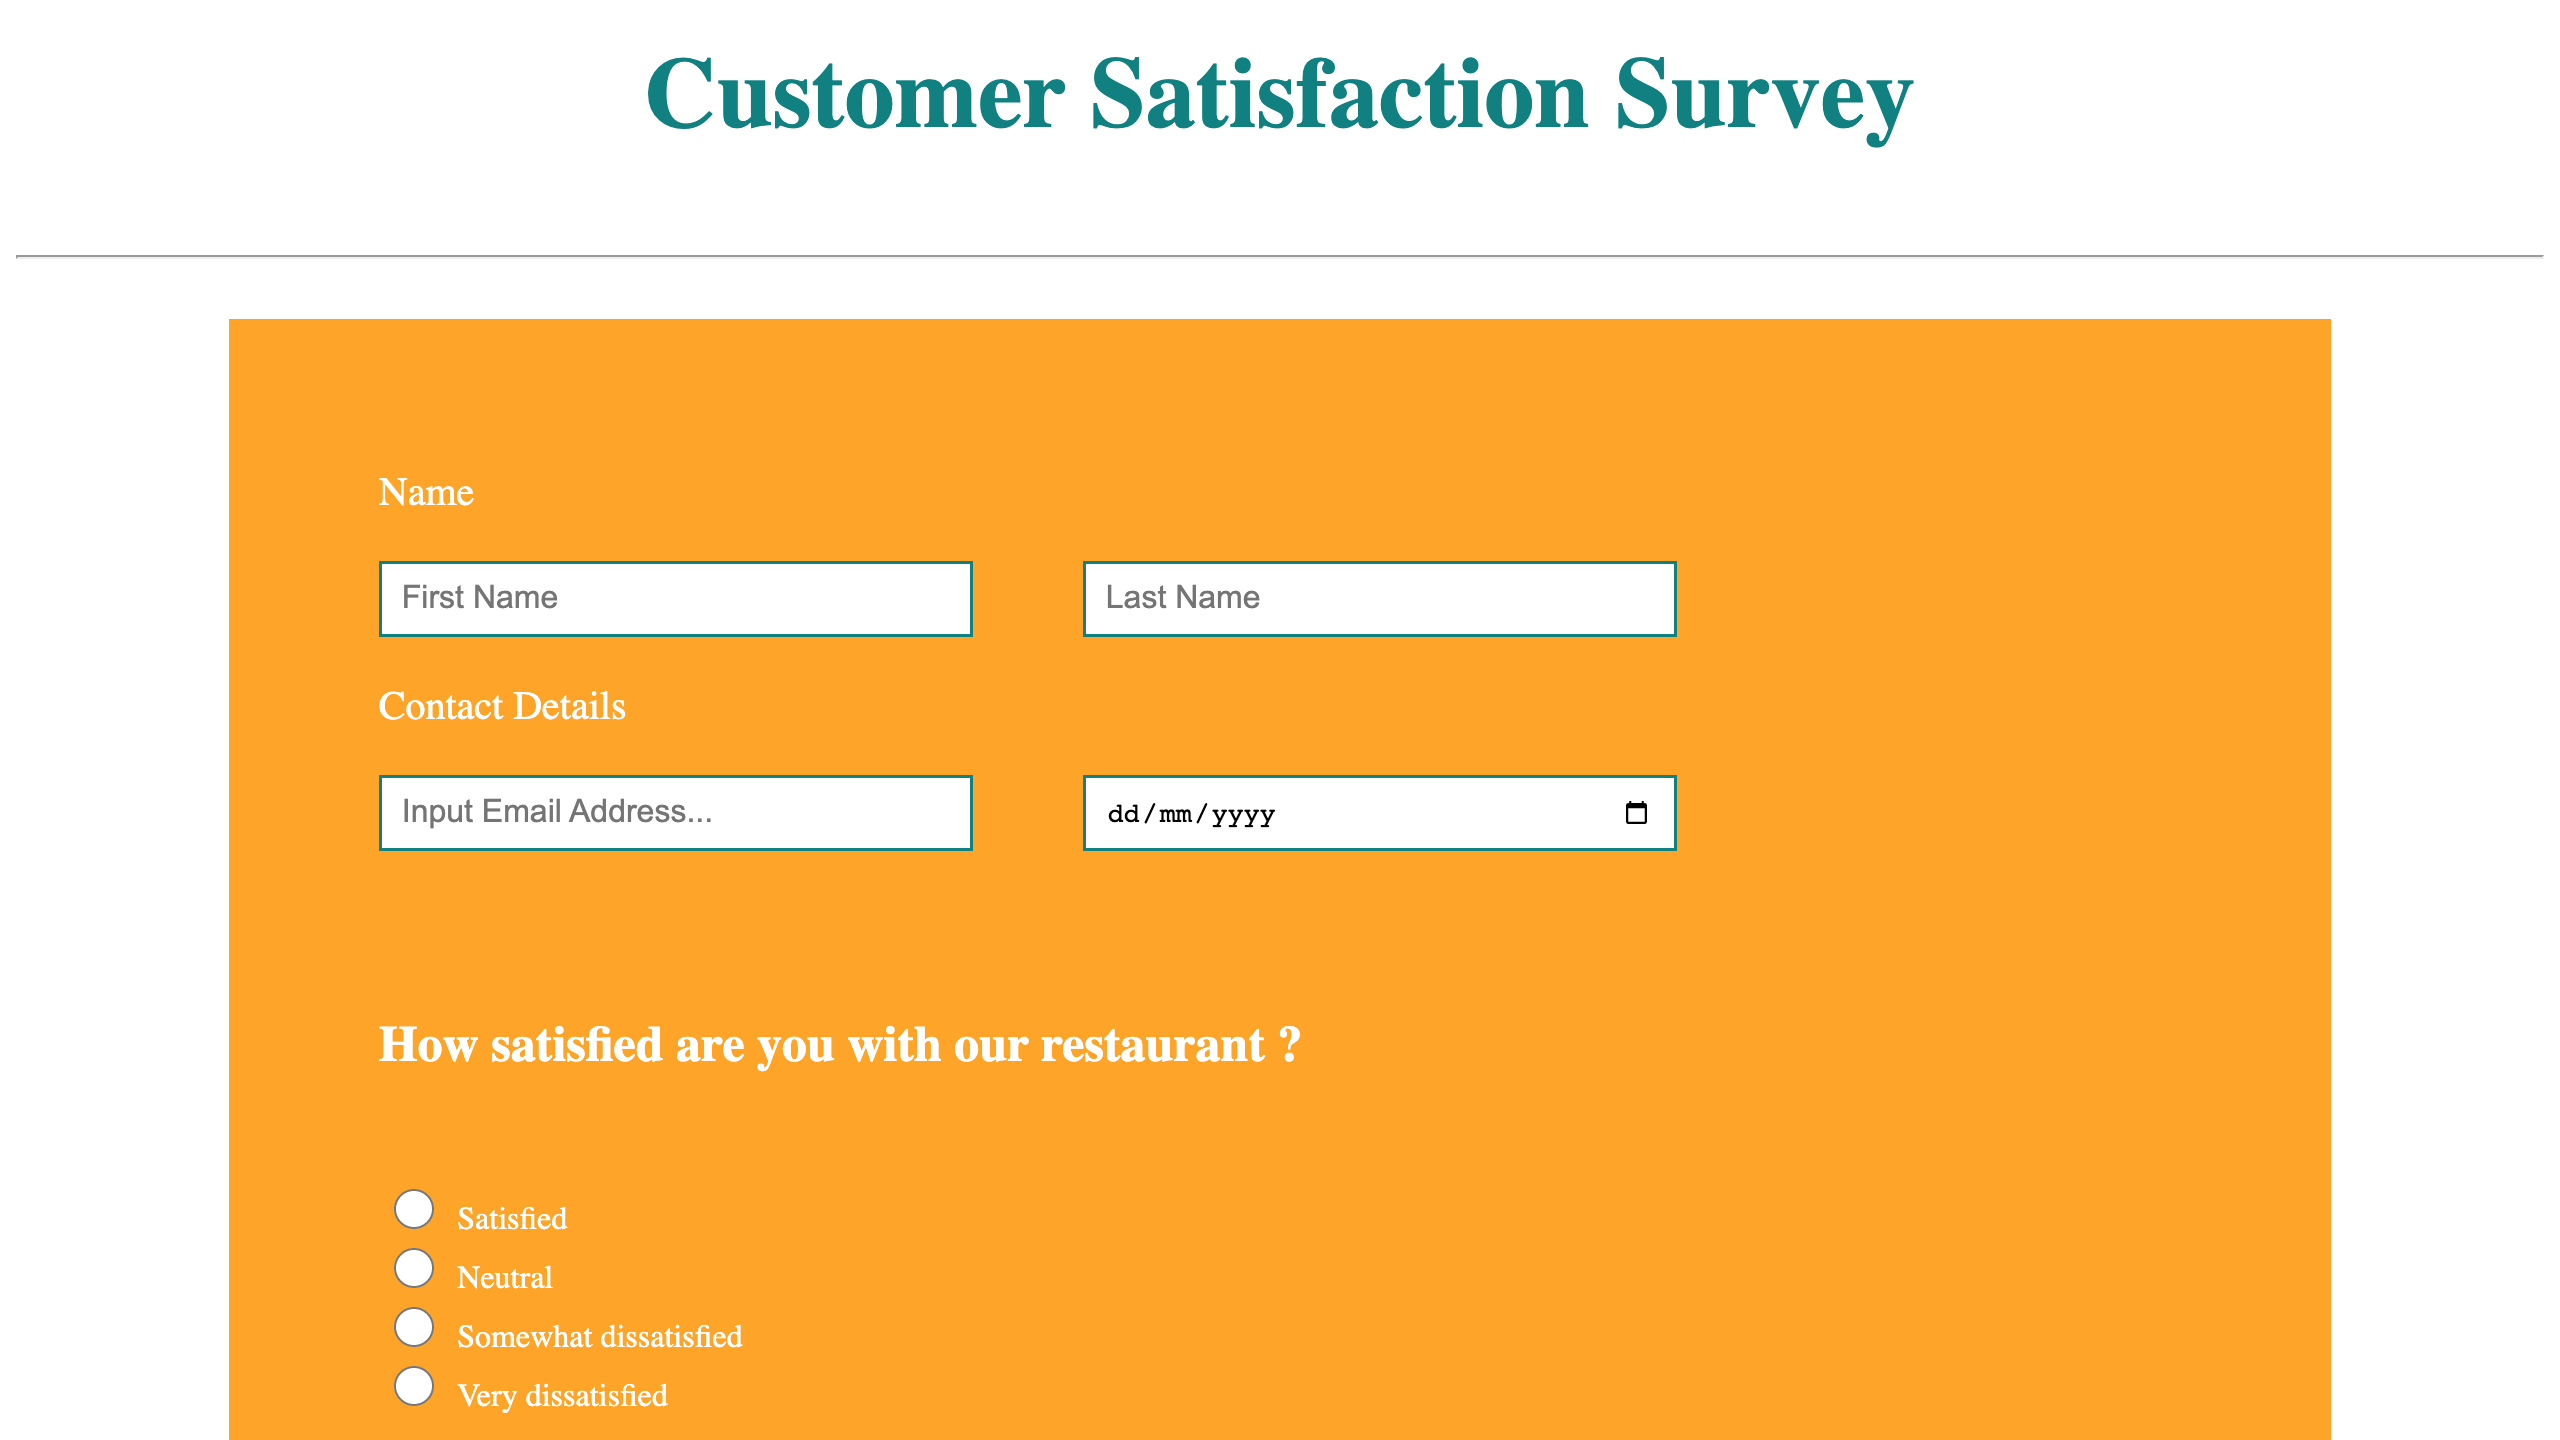 Customer Satisfaction Survey
Name
First Name
Last Name
Contact Details
Input Email Address...
dd/mm/yyyy
How satisfied are you with our restaurant ?
Satisfied
Neutral
Somewhat dissatisfied
Very dissatisfied